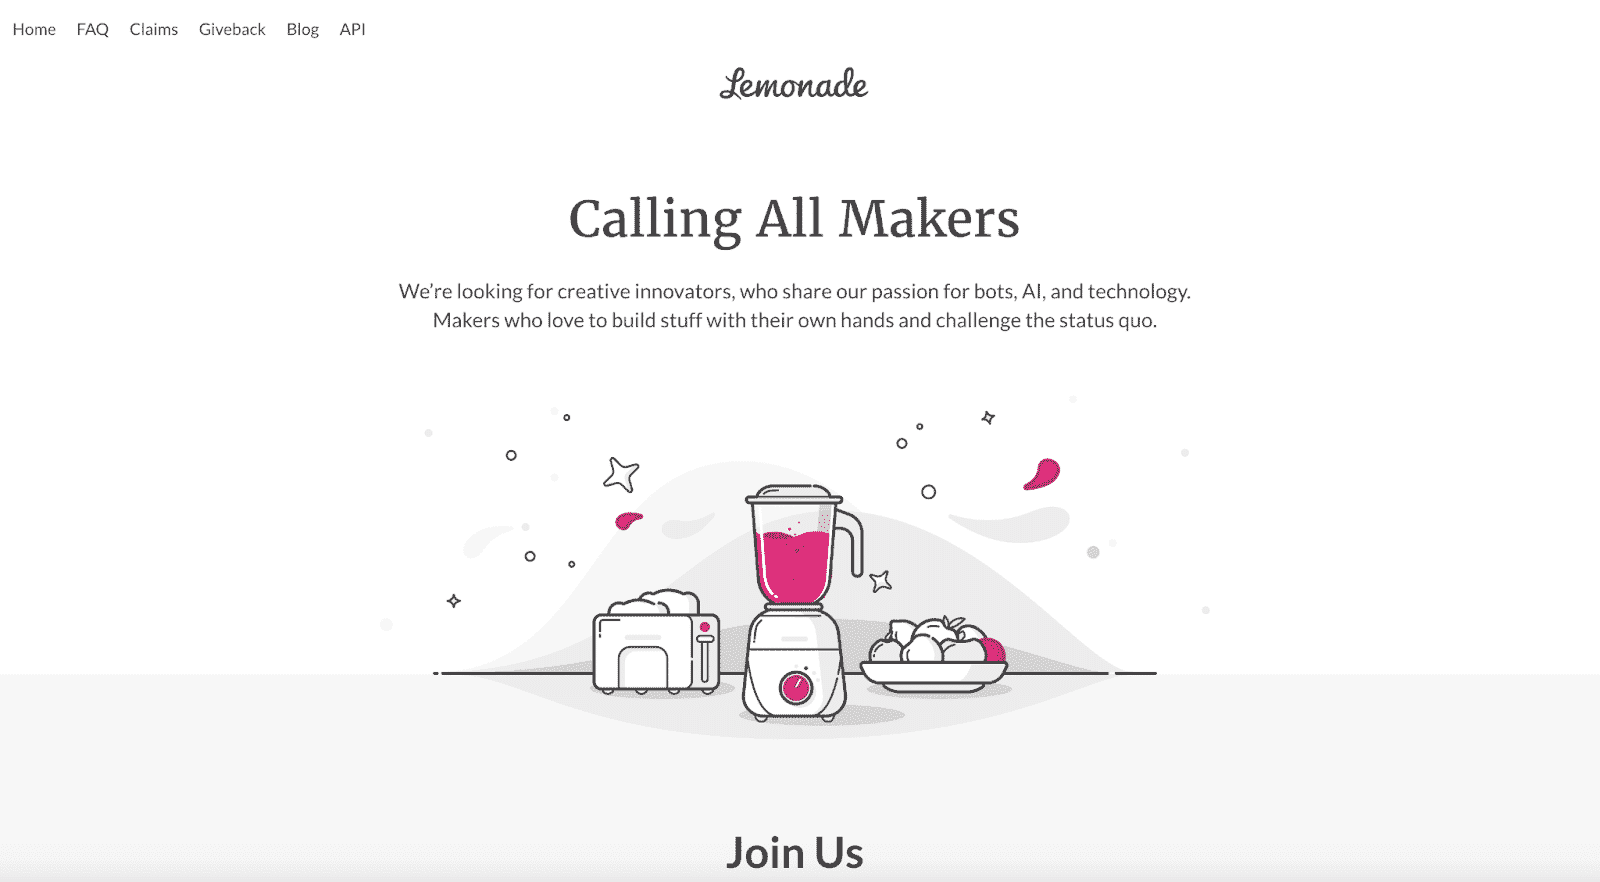 Home FAQ Claims Giveback Blog API
Lemonade
Calling All Makers
We're looking for creative innovators, who share our passion for bots, AI, and technology.
Makers who love to build stuff with their own hands and challenge the status quo.
Join Us